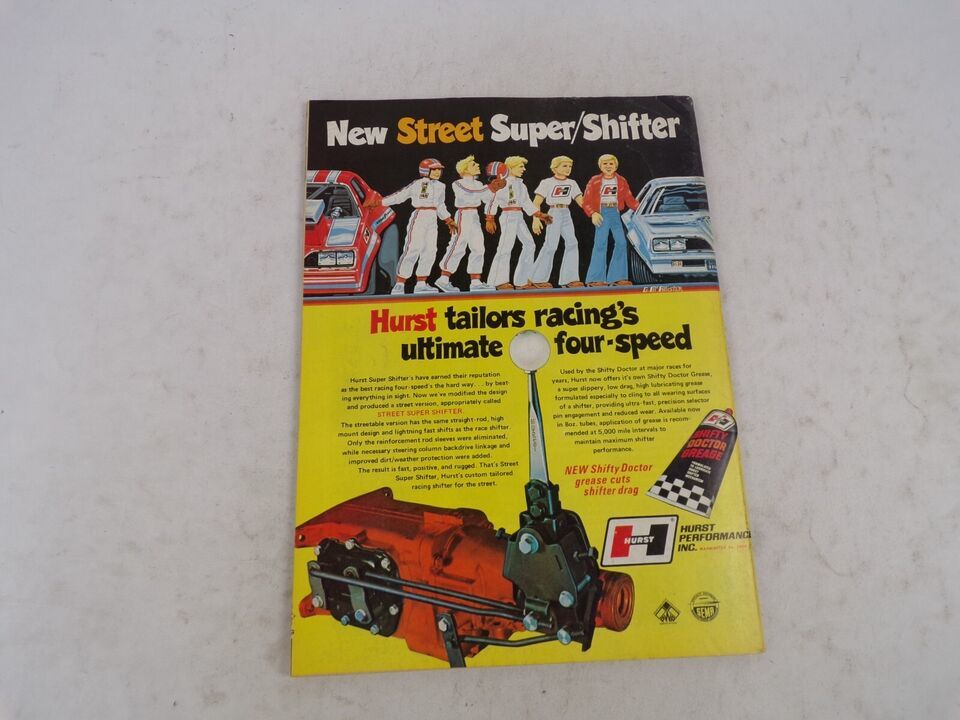 New Street Super/Shifter
Hurst tailors racing's
ultimate four-speed
Hurst Super Shifter's have earned their reputation
as the best racing four-speed's the hard way. . . by beat-
ing everything in sight. Now we've modified the design
and produced a street version, appropriately called
STREET SUPER SHIFTER.
The streetable version has the same straight-rod, high
mount design and lightning fast shifts as the race shifter.
Only the reinforcement rod sleeves were eliminated,
while necessary steering column backdrive linkage and
improved dirt/weather protection were added.
The result is fast, positive, and rugged. That's Street
Super Shifter, Hurst's custom tailored
racing shifter for the street.
Used by the Shifty Doctor at major races for
years, Hurst now offers it's own Shifty Doctor Grease,
a super slippery, low drag, high lubricating grease
formulated especially to cling to all wearing surfaces
of a shifter, providing ultra-fast, precision selector
pin engagement and reduced wear. Available now
in 8oz. tubes, application of grease is recom-
mended at 5,000 mile intervals to
maintain maximum shifter
performance.
NEW Shifty Doctor
grease cuts
shifter drag
SHIFTY
DOCTOR
GREASE
H
HURST
HURST
PERFORMANCE
INC.
SEMA